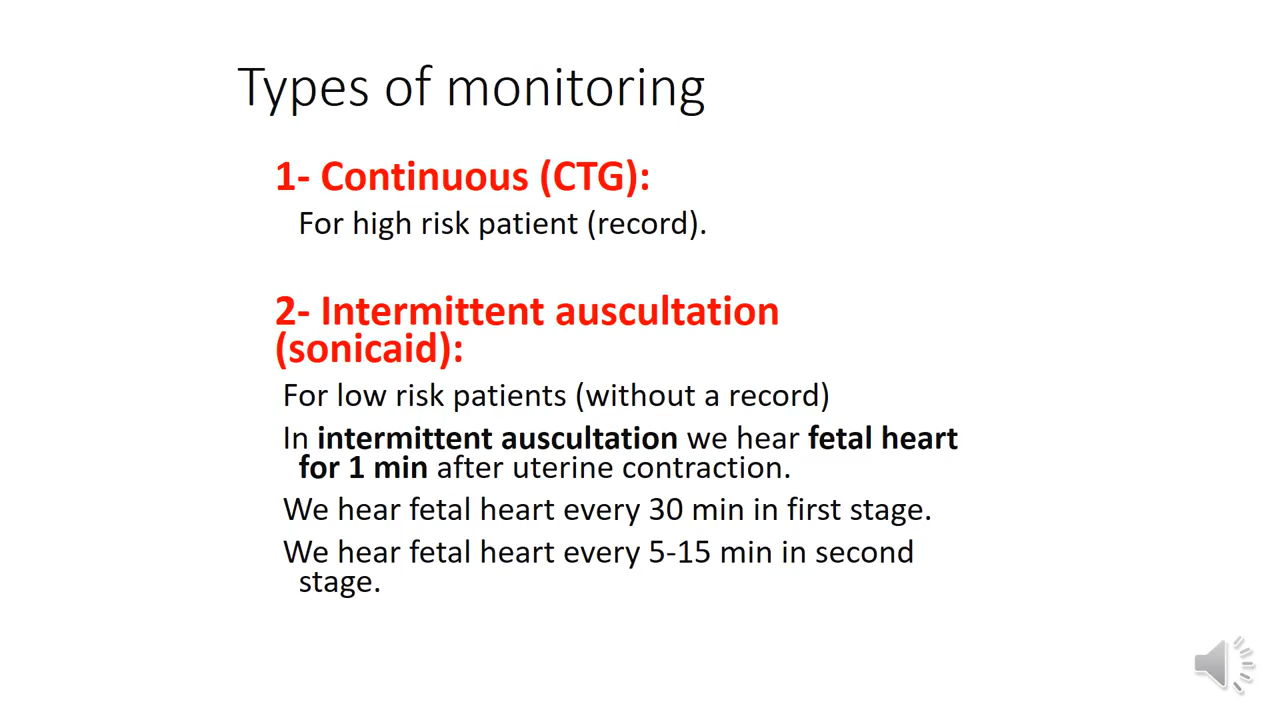 Types of monitoring
1- Continuous (CTG):
For high risk patient (record).
2- Intermittent auscultation
(sonicaid):
For low risk patients (without a record)
In intermittent auscultation we hear fetal heart
for 1 min after uterine contraction.
We hear fetal heart every 30 min in first stage.
We hear fetal heart every 5-15 min in second
stage.